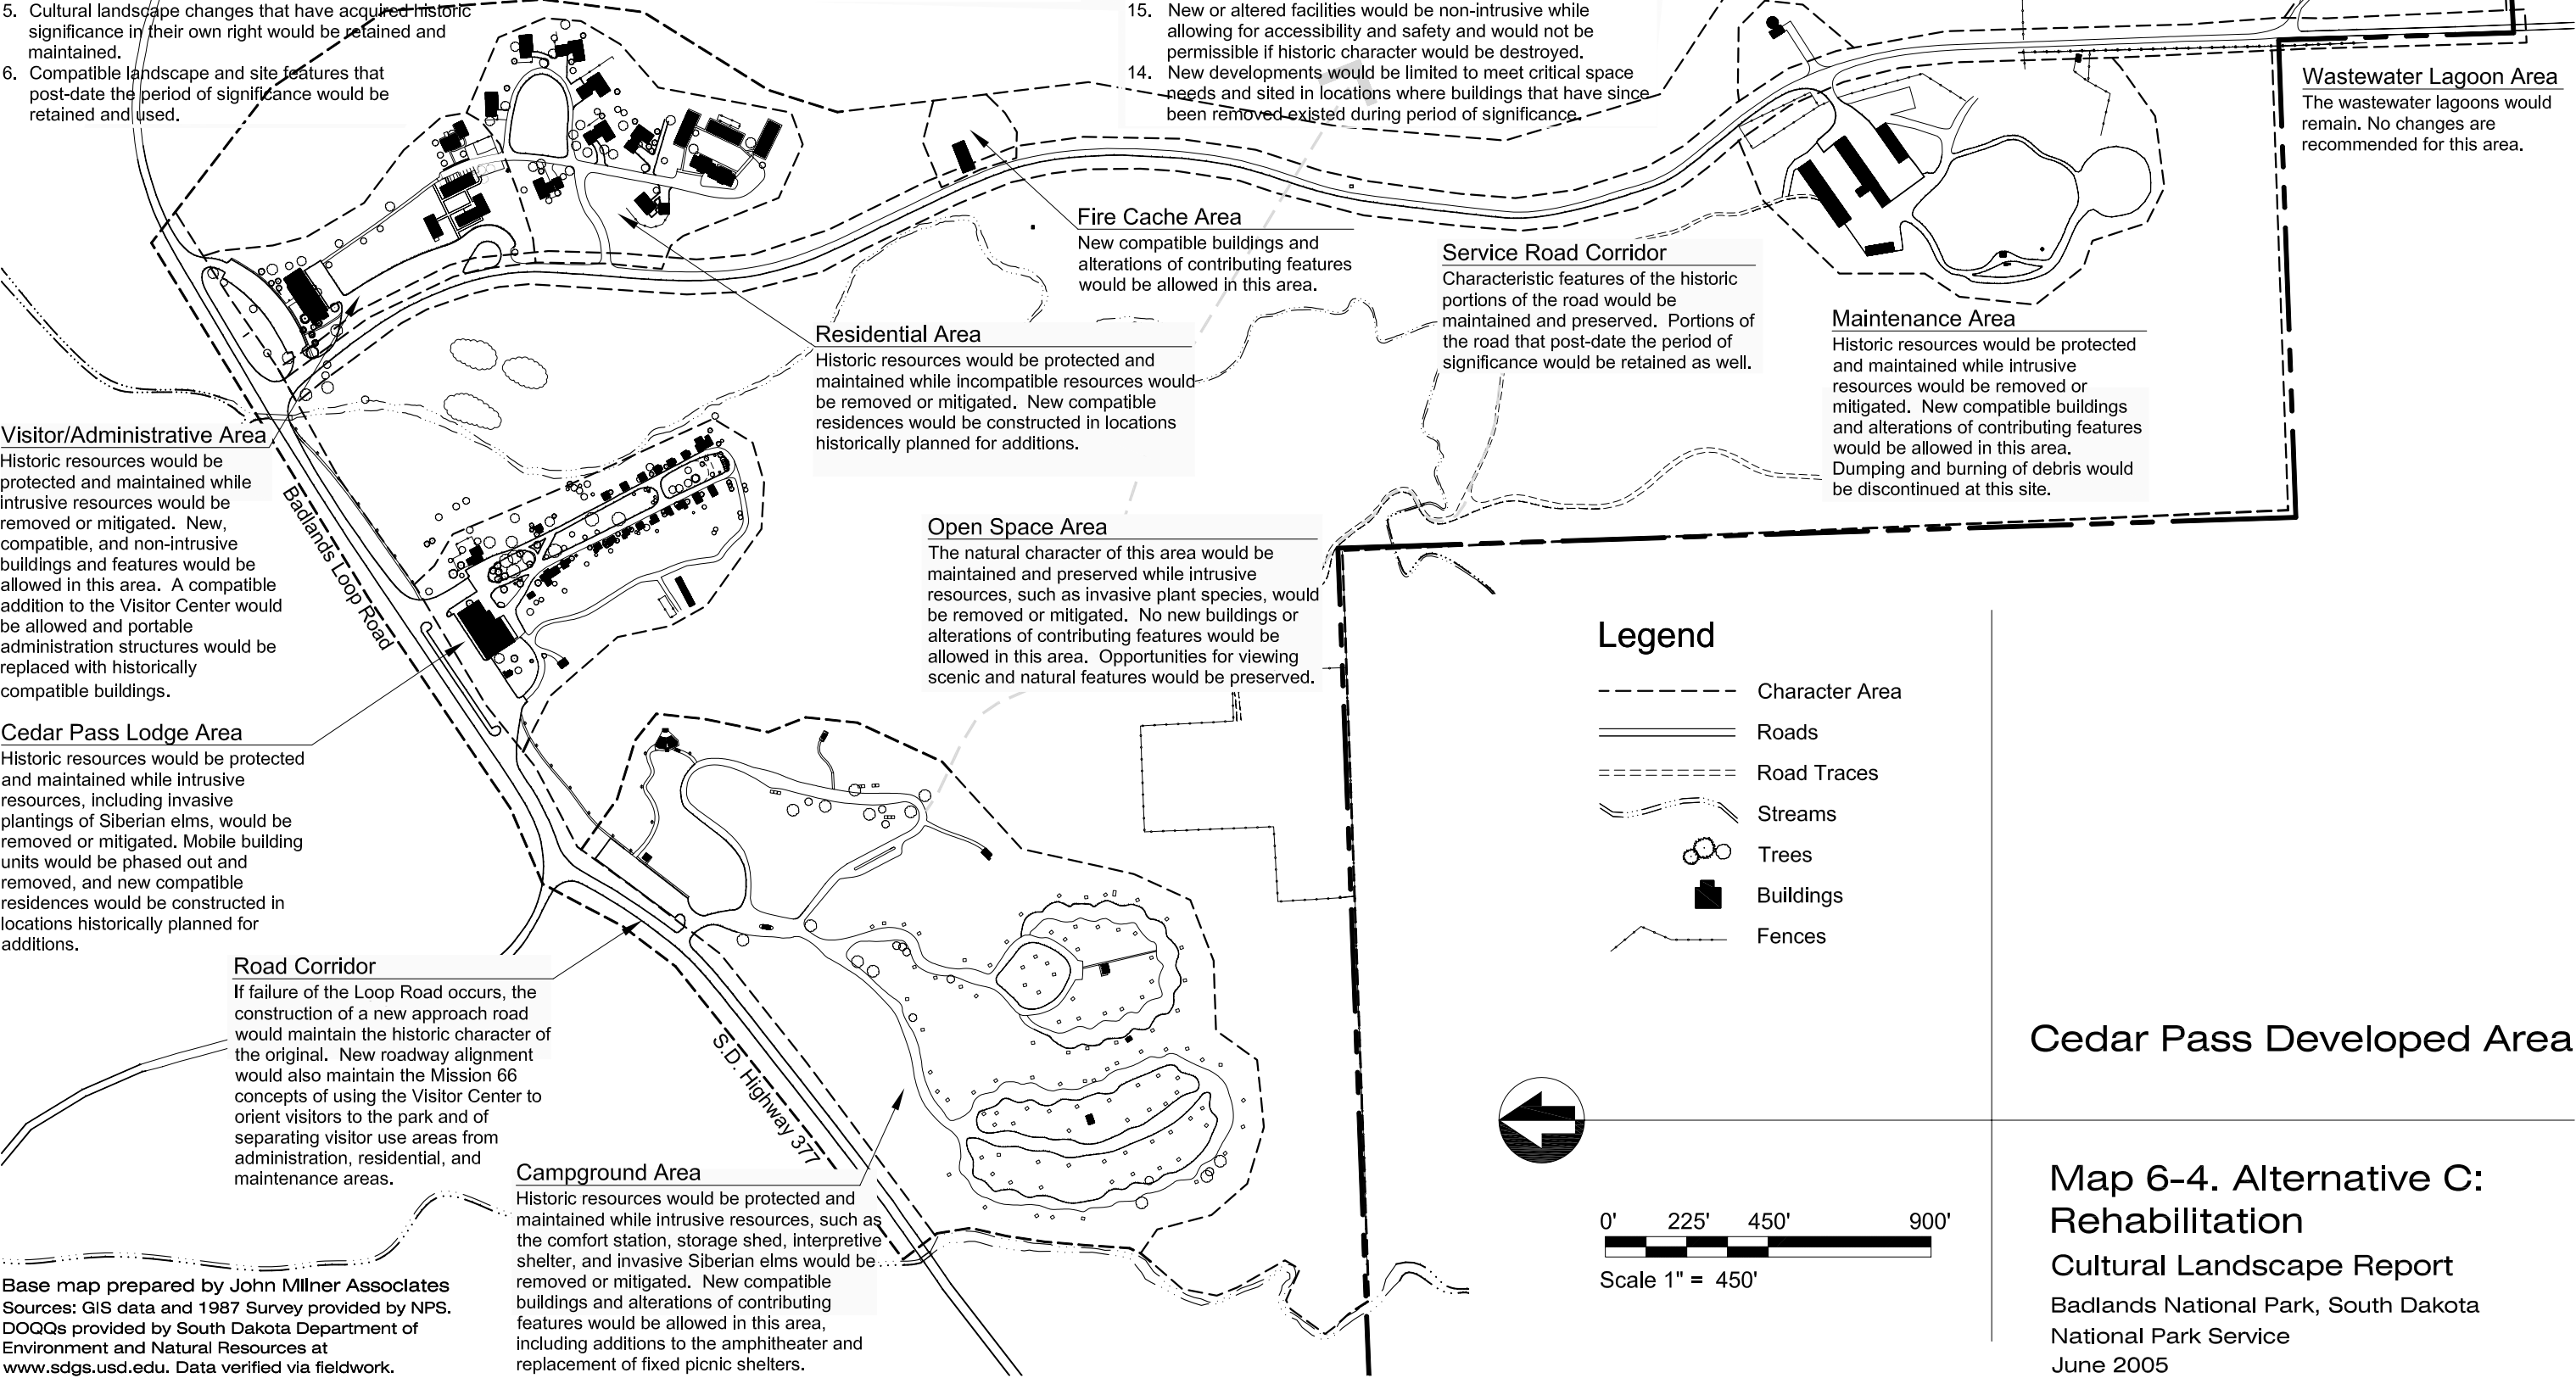 5. Cultural landscape changes that have acquired historic
significance in their own right would be retained and
maintained.
6. Compatible landscape and site features that
post-date the period of significance would be
retained and used.
15. New or altered facilities would be non-intrusive while
allowing for accessibility and safety and would not be
permissible if historic character would be destroyed.
14. New developments would be limited to meet critical space
needs and sited in locations where buildings that have since
been removed existed during period of significance.
Wastewater Lagoon Area
The wastewater lagoons would
remain. No changes are
recommended for this area.
Fire Cache Area
New compatible buildings and
alterations of contributing features
would be allowed in this area.
Service Road Corridor
Characteristic features of the historic
portions of the road would be
maintained and preserved. Portions of
the road that post-date the period of
significance would be retained as well.
Maintenance Area
Historic resources would be protected
and maintained while intrusive
resources would be removed or
mitigated. New compatible buildings
and alterations of contributing features
would be allowed in this area.
Dumping and burning of debris would
be discontinued at this site.
Residential Area
Historic resources would be protected and
maintained while incompatible resources would
be removed or mitigated. New compatible
residences would be constructed in locations
historically planned for additions.
Visitor/Administrative Area
Historic resources would be
protected and maintained while
intrusive resources would be
removed or mitigated. New,
compatible, and non-intrusive
buildings and features would be
allowed in this area. A compatible
addition to the Visitor Center would
be allowed and portable
administration structures would be
replaced with historically
compatible buildings.
Badlands Loop Road
Open Space Area
The natural character of this area would be
maintained and preserved while intrusive
resources, such as invasive plant species, would
be removed or mitigated. No new buildings or
alterations of contributing features would be
allowed in this area. Opportunities for viewing
scenic and natural features would be preserved.
Cedar Pass Lodge Area
Historic resources would be protected
and maintained while intrusive
resources, including invasive
plantings of Siberian elms, would be
removed or mitigated. Mobile building
units would be phased out and
removed, and new compatible
residences would be constructed in
locations historically planned for
additions.
Road Corridor
If failure of the Loop Road occurs, the
construction of a new approach road
would maintain the historic character of
the original. New roadway alignment
would also maintain the Mission 66
concepts of using the Visitor Center to
orient visitors to the park and of
separating visitor use areas from
administration, residential, and
maintenance areas.
S.D. Highway 377
Campground Area
Historic resources would be protected and
maintained while intrusive resources, such as
the comfort station, storage shed, interpretive
shelter, and invasive Siberian elms would be
removed or mitigated. New compatible
buildings and alterations of contributing
features would be allowed in this area,
including additions to the amphitheater and
replacement of fixed picnic shelters.
Base map prepared by John MIlner Associates
Sources: GIS data and 1987 Survey provided by NPS.
DOQQs provided by South Dakota Department of
Environment and Natural Resources at
www.sdgs.usd.edu. Data verified via fieldwork.
Legend
Character Area
Roads
Road Traces
Streams
Trees
Buildings
Fences
0' 225' 450' 900'
Scale 1" = 450'
Cedar Pass Developed Area
Map 6-4. Alternative C:
Rehabilitation
Cultural Landscape Report
Badlands National Park, South Dakota
National Park Service
June 2005